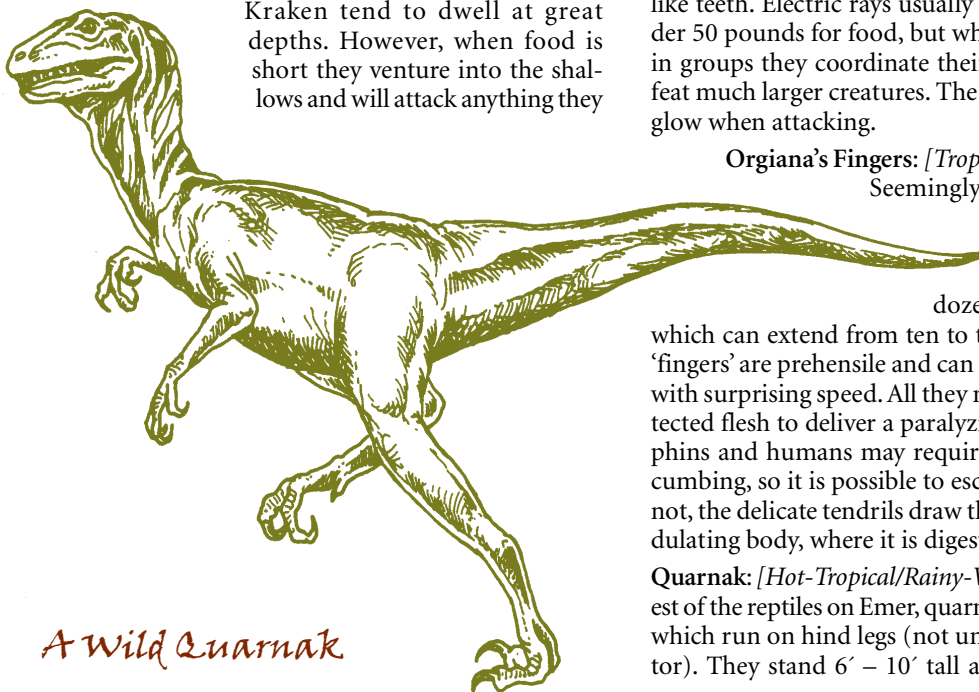 Kraken tend to dwell at great
depths. However, when food is
short they venture into the shal-
lows and will attack anything they
like teeth. Electric rays usually
der 50 pounds for food, but wh
in groups they coordinate thei
feat much larger creatures. The
glow when attacking.
Orgiana’s Fingers: [Trop
Seemingly
doze
which can extend from ten to t
‘fingers’ are prehensile and can
with surprising speed. All they n
tected flesh to deliver a paralyzi
phins and humans may requir
cumbing, so it is possible to esc
not, the delicate tendrils draw th
dulating body, where it is diges
Quarnak: [Hot-Tropical/Rainy-V
est of the reptiles on Emer, quarn
which run on hind legs (not un
tor). They stand 6´ – 10´ tall a
A Wild Quarnak